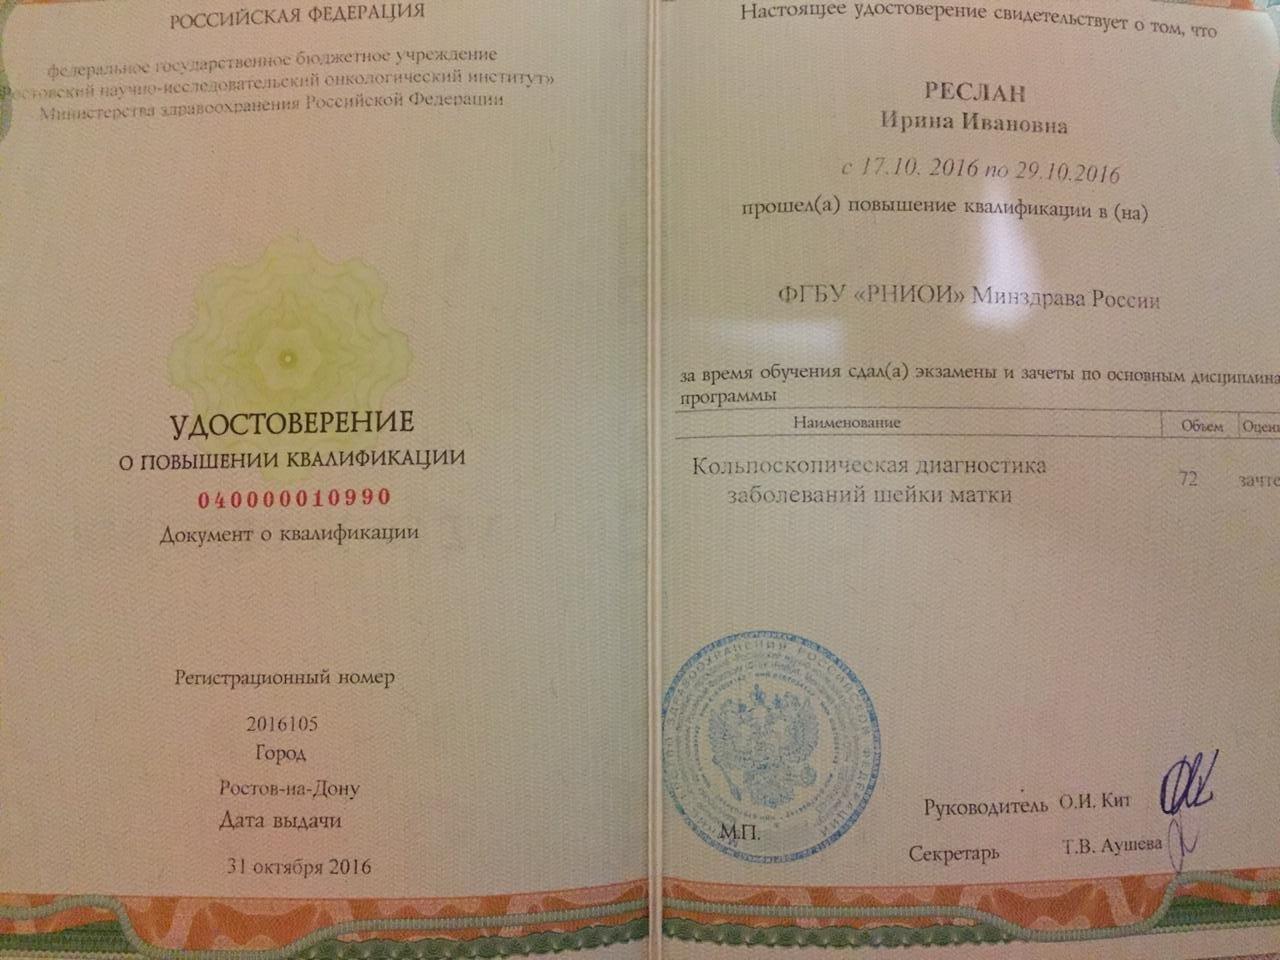 РОССИЙСКАЯ ФЕДЕРАЦИЯ
федеральное государственное бюджетное учреждение
Ростовский научно-исследовательский онкологический институт»
Министерства здравоохранения Российской Федерации
УДОСТОВЕРЕНИЕ
О ПОВЫШЕНИИ КВАЛИФИКАЦИИ
040000010990
Документ о квалификации
Регистрационный номер
2016105
Город
Ростов-на-Дону
Дата выдачи
31 октября 2016
Настоящее удостоверение свидетельствует о том, что
РЕСЛАН
Ирина Ивановна
с 17.10. 2016 по 29.10.2016
прошел(а) повышение квалификации в (на)
ФГБУ «РНИОИ» Минздрава России
за время обучения сдал(а) экзамены и зачеты по основным дисциплина
программы
Наименование Объем Оцен
Кольпоскопическая диагностика
заболеваний шейки матки
72 зачте
М.П.
Руководитель О.И. Кит
Секретарь Т.В. Аушева